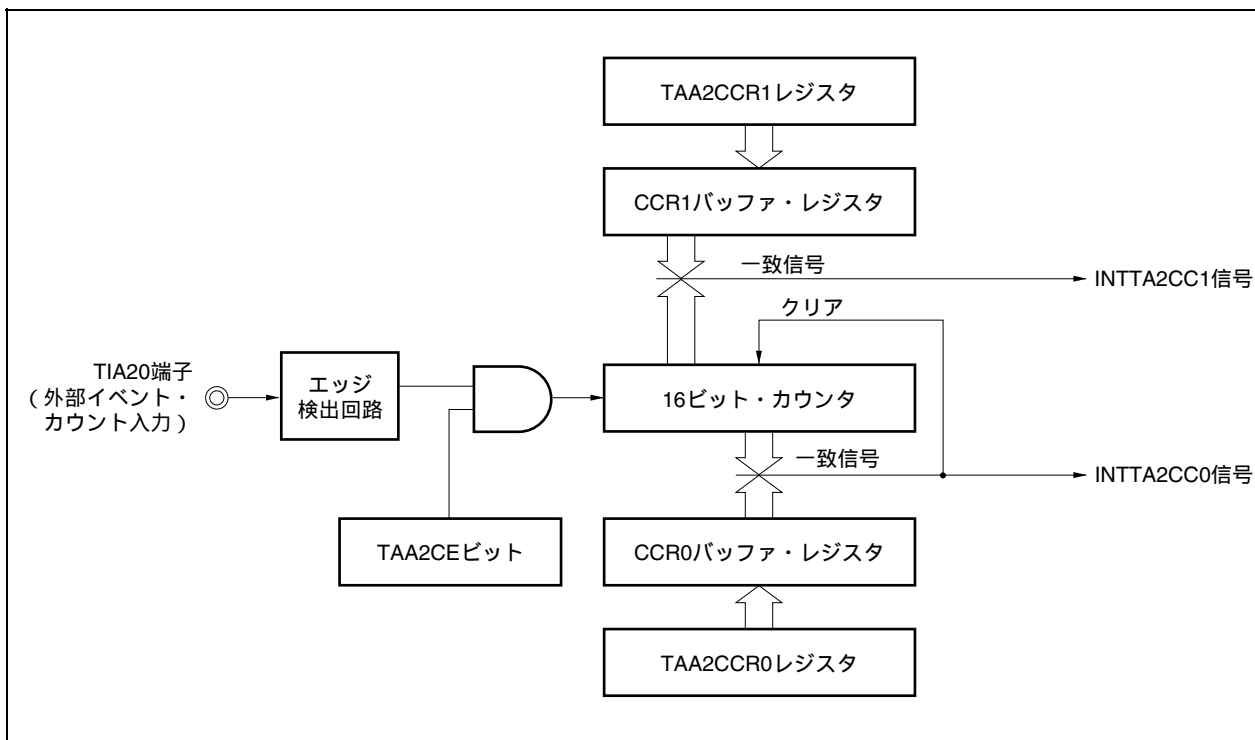 TAA2CCR1レジスタ
CCR1バッファ・レジスタ
一致信号
INTTA2CC1信号
クリア
TIA20端子
（外部イベント・
カウント入力）
エッジ
検出回路
16ビット・カウンタ
一致信号
INTTA2CC0信号
TAA2CEビット
CCR0バッファ・レジスタ
TAA2CCR0レジスタ